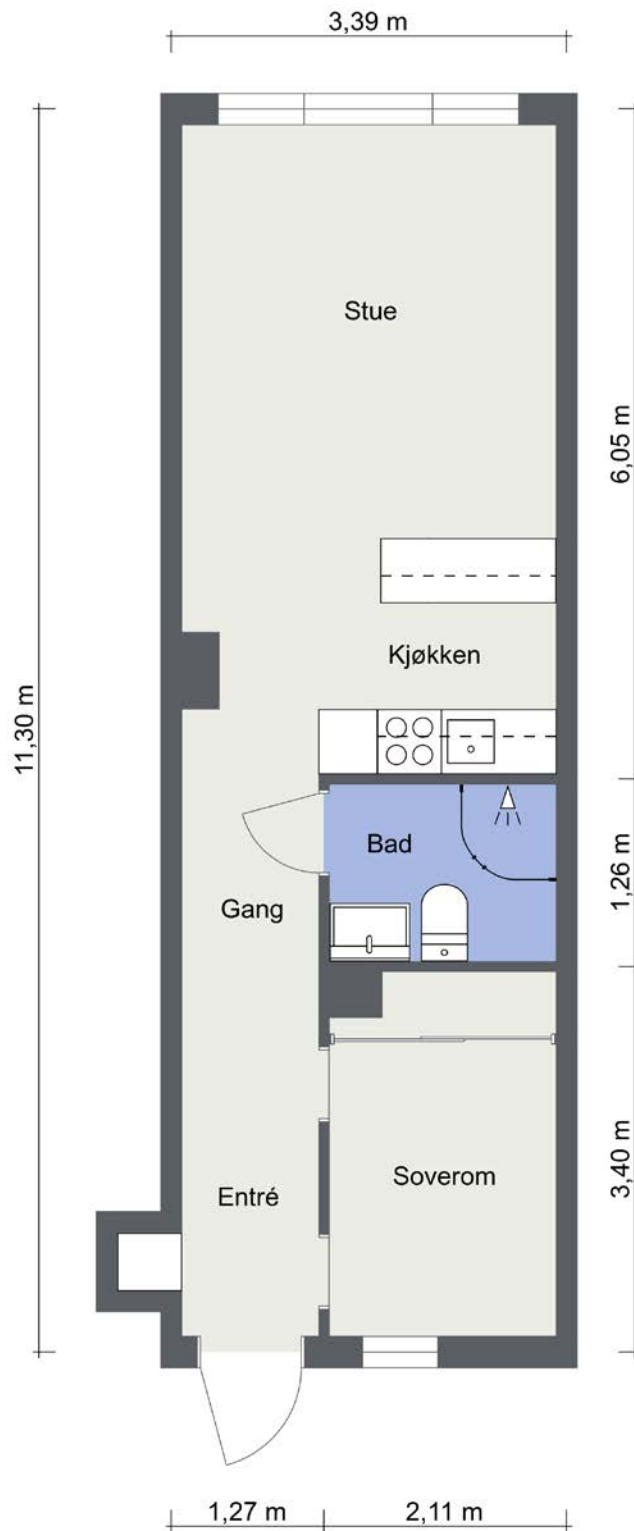 3,39 m
Stue
6,05 m
Kjøkken
11,30 m
Bad
1,26 m
Gang
Soverom
3,40 m
Entré
1,27 m
2,11 m